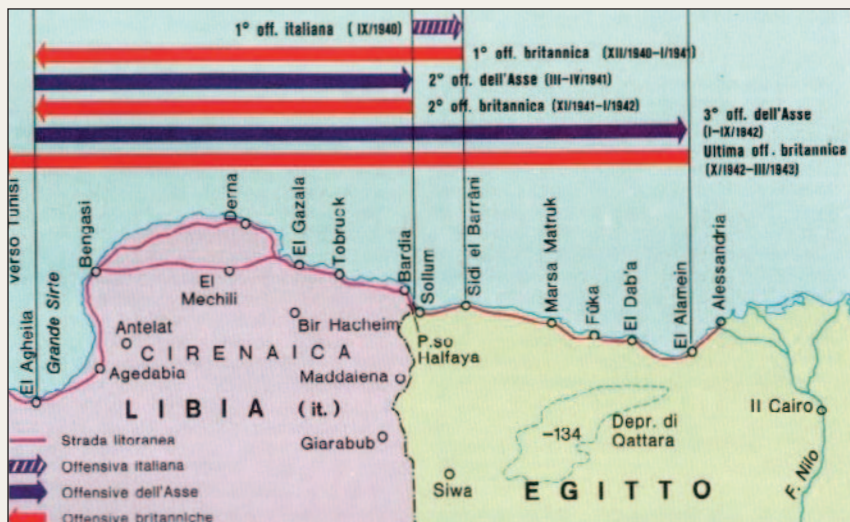 1° off. italiana (IX/1940)
1° off. britannica (XII/1940-I/1941)
2° off. dell'Asse (III-IV/1941)
2° off. britannica (XI/1941-I/1942)
3° off. dell'Asse
(I-IX/1942)
Ultima off. britannica
(X/1942-III/1943)
verso Tunisi
El Agheila
Grande Sirte
Bengasi
Derna
El Gazala
Tobruck
Bardia
Sollum
Sidi el Barrâni
Marsa Matruk
Fûka
El Dab'a
El Alamein
Alessandria
El
Mechili
Antelat
Bir Hacheim
P.so
Halfaya
CIRENAICA
Agedabia
Maddalena
LIBIA (it.)
Giarabub
Il Cairo
-134
Depr. di
Qattara
Siwa
EGITTO
F. Nilo
Strada litoranea
Offensiva italiana
Offensive dell'Asse
Offensive britanniche